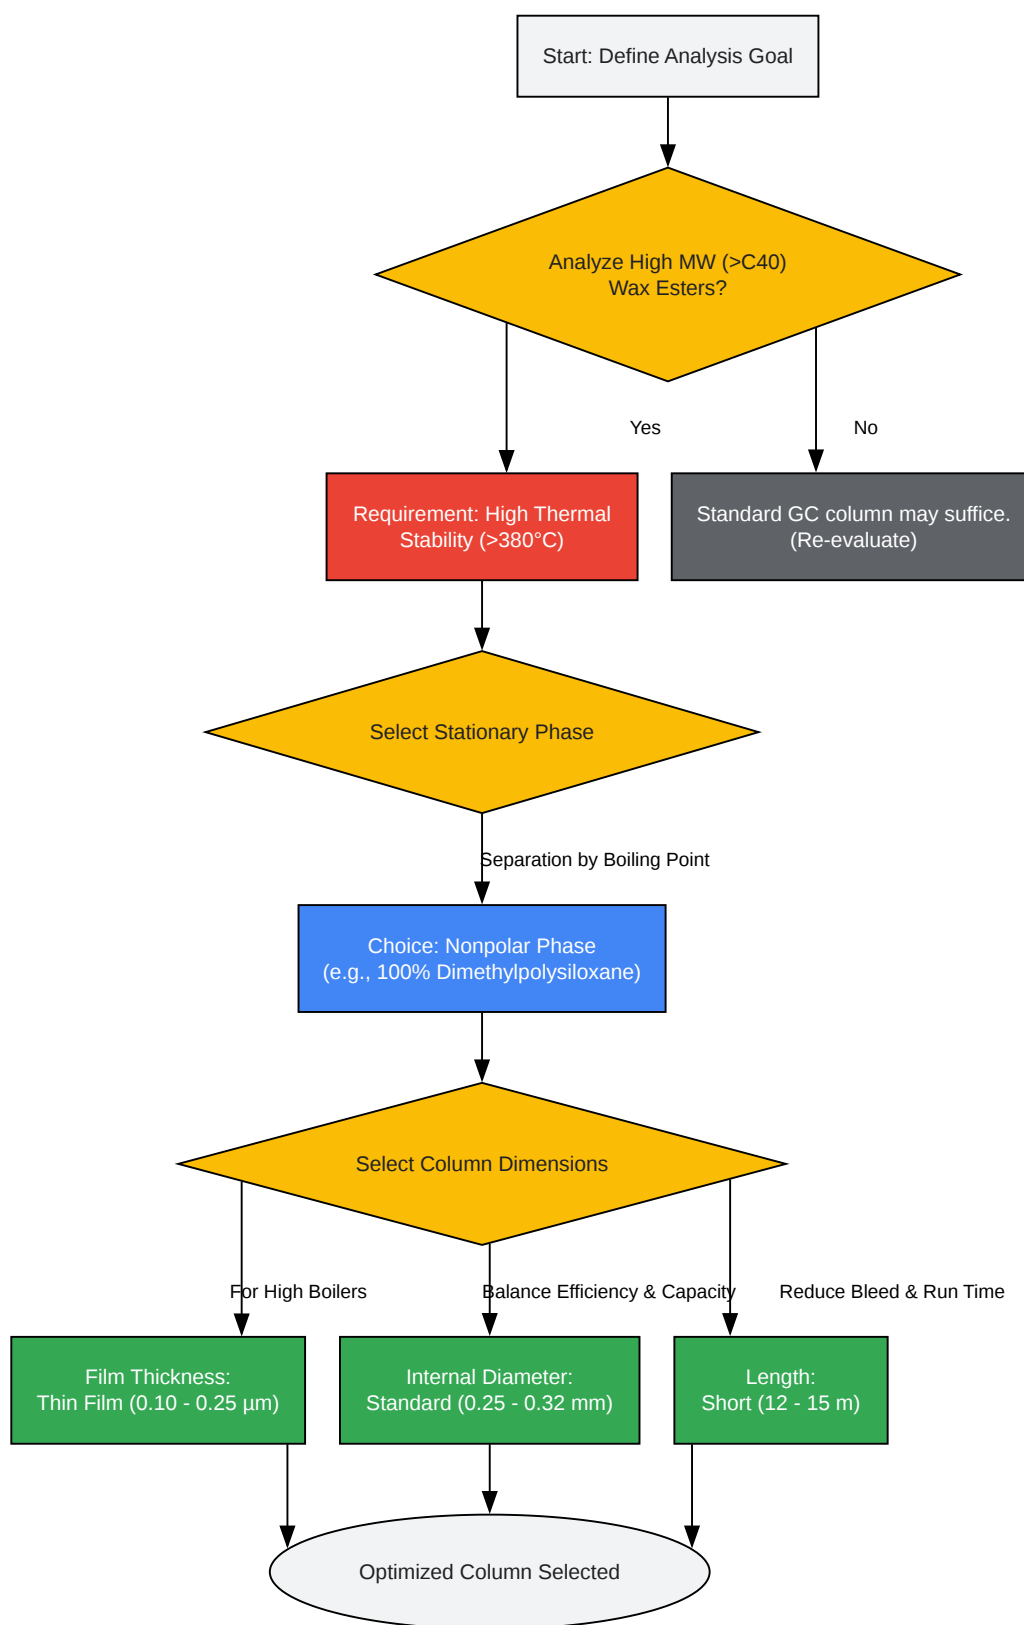 Start: Define Analysis Goal
Analyze High MW (>C40)
Wax Esters?
Yes
No
Requirement: High Thermal
Stability (>380°C)
Standard GC column may suffice.
(Re-evaluate)
Select Stationary Phase
Separation by Boiling Point
Choice: Nonpolar Phase
(e.g., 100% Dimethylpolysiloxane)
Select Column Dimensions
For High Boilers
Balance Efficiency & Capacity
Reduce Bleed & Run Time
Film Thickness:
Thin Film (0.10 - 0.25 µm)
Internal Diameter:
Standard (0.25 - 0.32 mm)
Length:
Short (12 - 15 m)
Optimized Column Selected